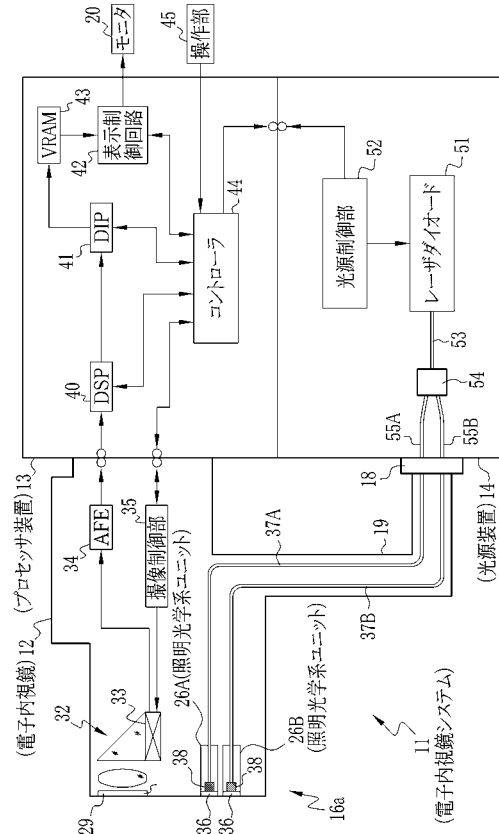 20
モニタ
45
操作部
43
VRAM
42
表示制
御回路
41
DIP
44
コントローラ
40
DSP
52
光源制御部
51
レーザダイオード
53
54
55A
55B
(プロセッサ装置) 13
(光源装置) 14
18
19
34
AFE
35
撮像制御部
37A
37B
(電子内視鏡) 12
32
33
29
26A(照明光学系ユニット)
26B
(照明光学系ユニット)
38
38
36
36
16a
11
(電子内視鏡システム)